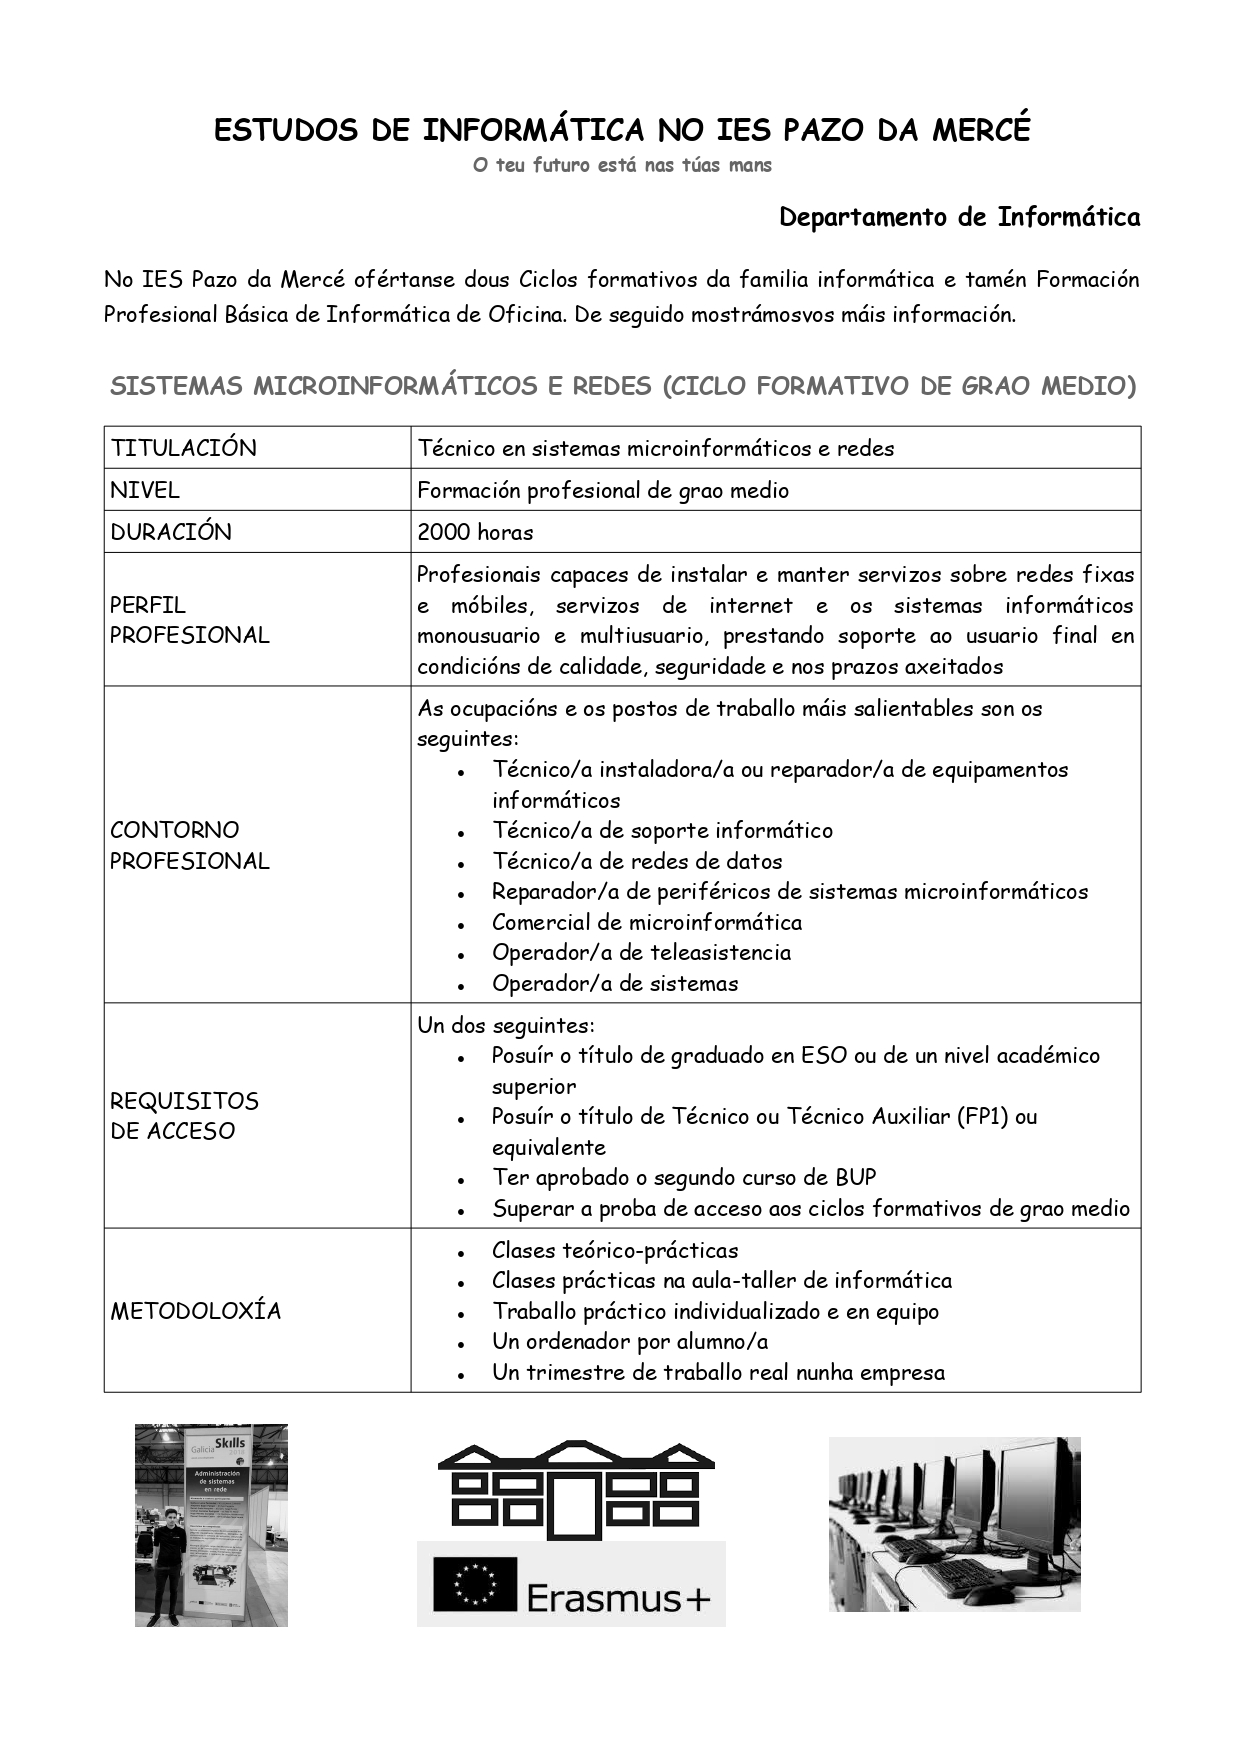 ESTUDOS DE INFORMÁTICA NO IES PAZO DA MERCÉ
O teu futuro está nas túas mans
Departamento de Informática
No IES Pazo da Mercé ofértanse dous Ciclos formativos da familia informática e tamén Formación
Profesional Básica de Informática de Oficina. De seguido mostrámosvos máis información.
SISTEMAS MICROINFORMÁTICOS E REDES (CICLO FORMATIVO DE GRAO MEDIO)
TITULACIÓN
Técnico en sistemas microinformáticos e redes
NIVEL
Formación profesional de grao medio
DURACIÓN
2000 horas
PERFIL
PROFESIONAL
Profesionais capaces de instalar e manter servizos sobre redes fixas
e móbiles, servizos de internet e os sistemas informáticos
monousuario e multiusuario, prestando soporte ao usuario final en
condicións de calidade, seguridade e nos prazos axeitados
CONTORNO
PROFESIONAL
As ocupacións e os postos de traballo máis salientables son os
seguintes:
• Técnico/a instaladora/a ou reparador/a de equipamentos
informáticos
• Técnico/a de soporte informático
• Técnico/a de redes de datos
• Reparador/a de periféricos de sistemas microinformáticos
• Comercial de microinformática
• Operador/a de teleasistencia
• Operador/a de sistemas
REQUISITOS
DE ACCESO
Un dos seguintes:
• Posuír o título de graduado en ESO ou de un nivel académico
superior
• Posuír o título de Técnico ou Técnico Auxiliar (FP1) ou
equivalente
• Ter aprobado o segundo curso de BUP
• Superar a proba de acceso aos ciclos formativos de grao medio
METODOLOXÍA
• Clases teórico-prácticas
• Clases prácticas na aula-taller de informática
• Traballo práctico individualizado e en equipo
• Un ordenador por alumno/a
• Un trimestre de traballo real nunha empresa
Galicia Skills
Administración
de sistemas
en rede
Erasmus+